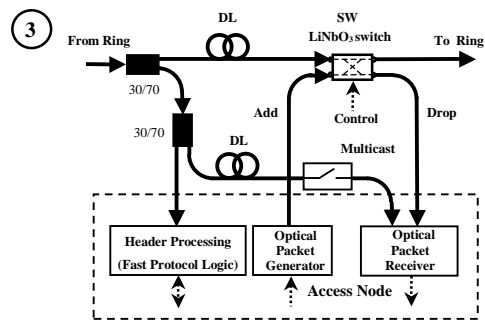 3
DL
SW
LiNbO3 switch
From Ring
To Ring
30/70
30/70
Add
Control
Drop
DL
Multicast
Header Processing
(Fast Protocol Logic)
Optical
Packet
Generator
Optical
Packet
Receiver
Access Node